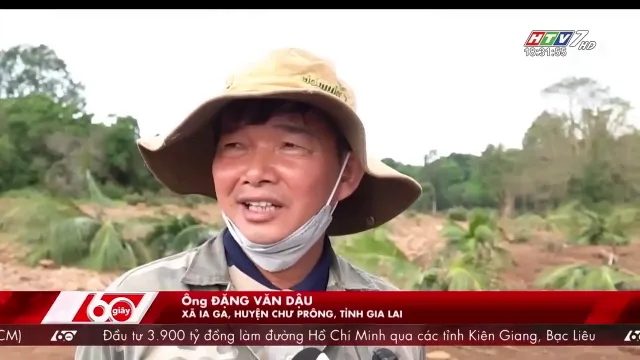 HTV7 HD
18:31:55
60 giây
Ông ĐẶNG VĂN DẬU
XÃ IA GA, HUYỆN CHƯ PRÔNG, TỈNH GIA LAI
CM) 60 Đầu tư 3.900 tỷ đồng làm đường Hồ Chí Minh qua các tỉnh Kiên Giang, Bạc Liêu